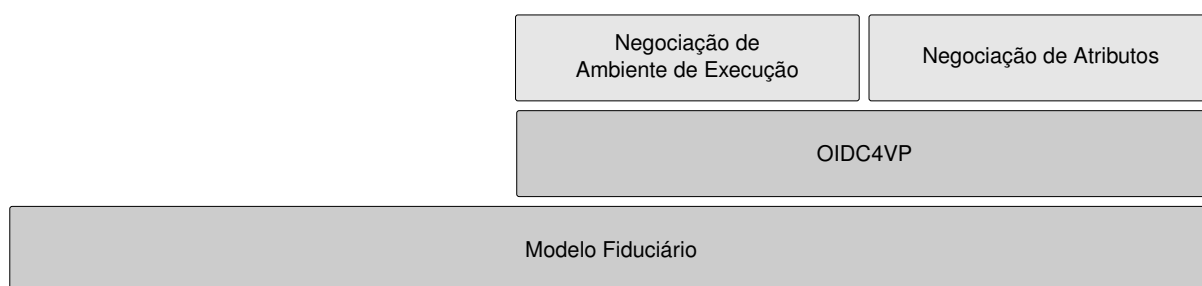 Negociação de
Ambiente de Execução
Negociação de Atributos
OIDC4VP
Modelo Fiduciário